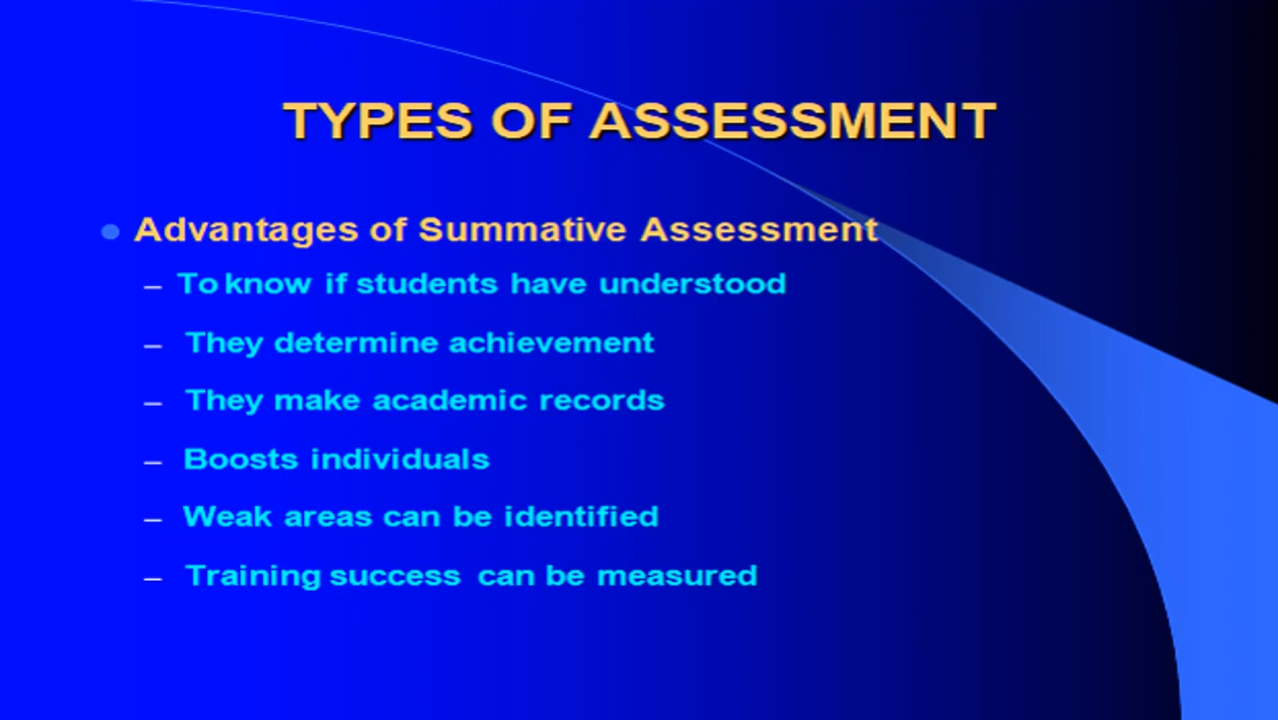 TYPES OF ASSESSMENT
Advantages of Summative Assessment
– To know if students have understood
– They determine achievement
– They make academic records
– Boosts individuals
– Weak areas can be identified
– Training success can be measured